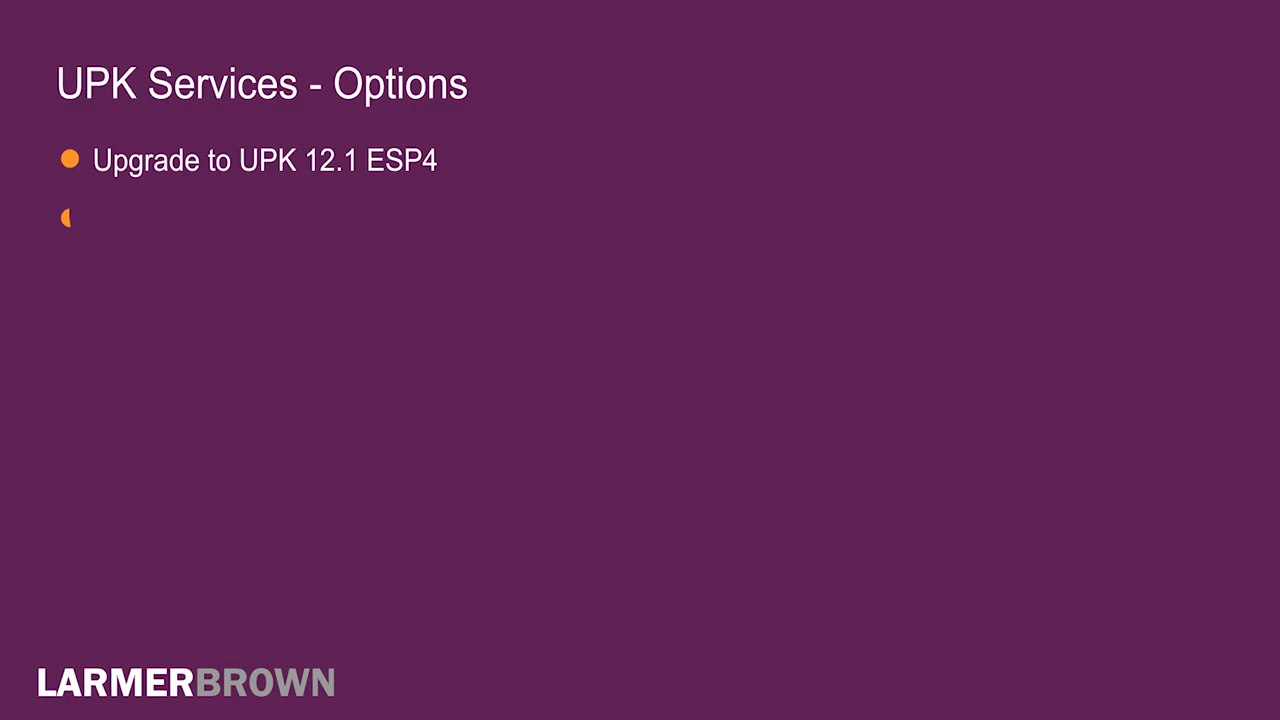 UPK Services - Options
Upgrade to UPK 12.1 ESP4
LARMERBROWN